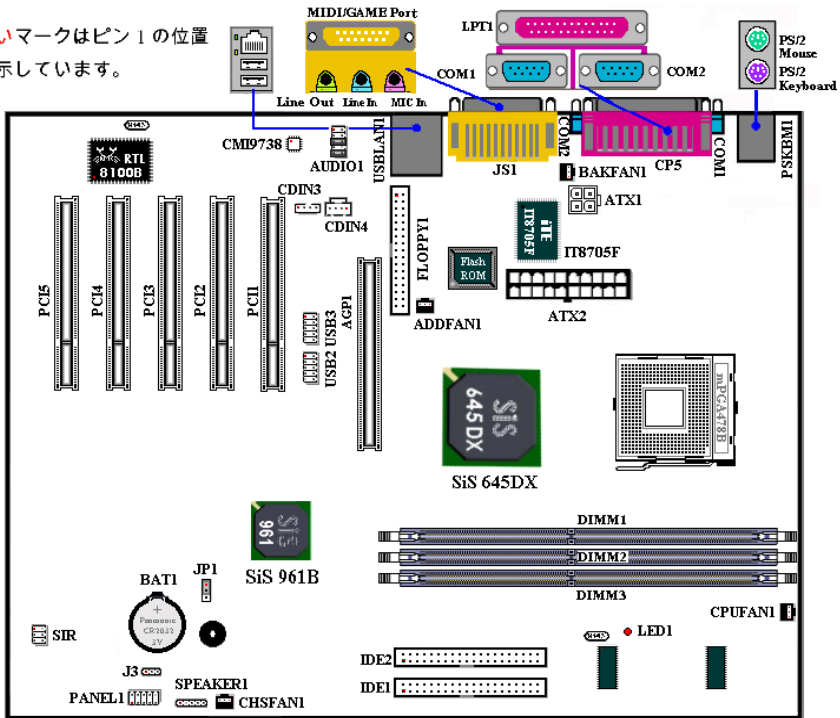 いマークはピン 1 の位置
示しています。
MIDI/GAME Port
Line Out
Line In
MIC In
LPT1
COM1
COM2
PS/2
Mouse
PS/2
Keyboard
RTL
8100B
CMI9738
AUDIO1
USBLAN1
JS1
COM2
CP5
COM1
PSKBM1
BAKFAN1
ATX1
CDIN3
CDIN4
FLOPPY1
Flash
ROM
iTE
IT8705F
IT8705F
ADDFAN1
ATX2
PCI5
PCI4
PCI3
PCI2
PCI1
USB3
USB2
AGP1
SiS
645DX
SiS 645DX
mPGA478B
SiS
961
SiS 961B
DIMM1
DIMM2
DIMM3
CPUFAN1
LED1
JP1
BAT1
+
Panasonic
CR2032
3V
SIR
J3
PANEL1
SPEAKER1
CHSFAN1
IDE2
IDE1